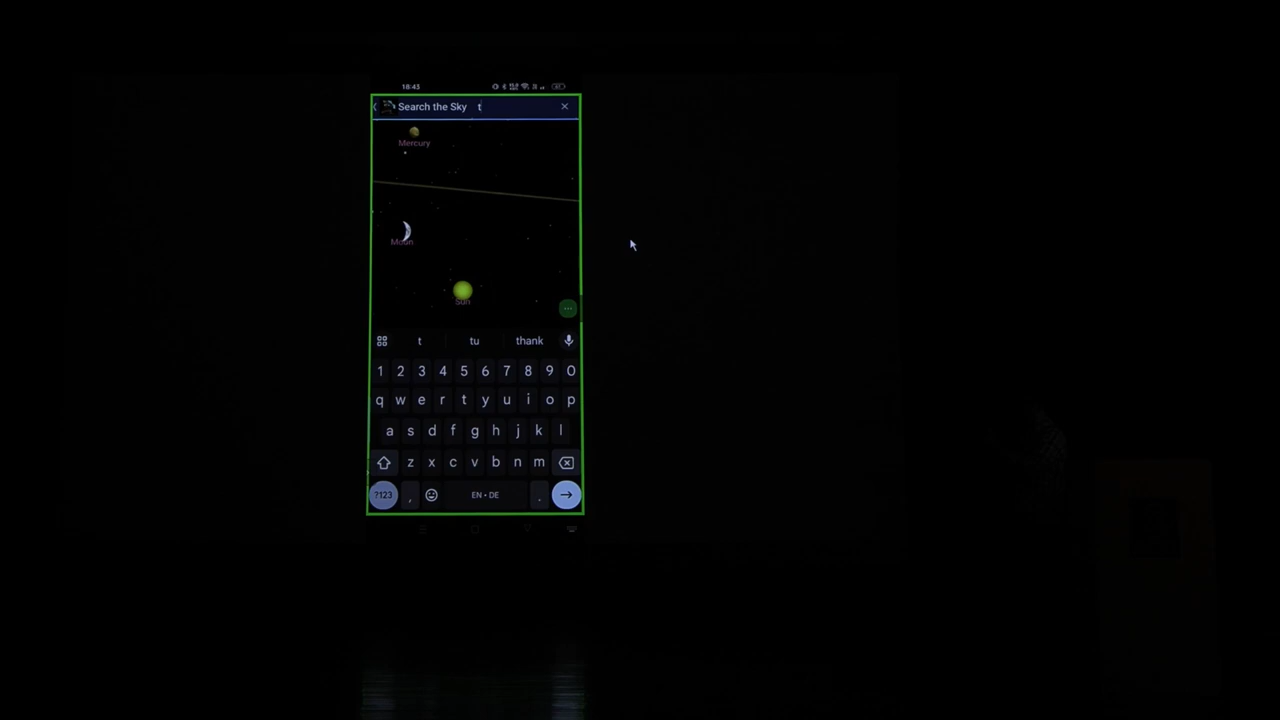 18:43
Search the Sky t
Mercury
Moon
Sun
t tu thank
1 2 3 4 5 6 7 8 9 0
q w e r t y u i o p
a s d f g h j k l
z x c v b n m
?123 , EN • DE .